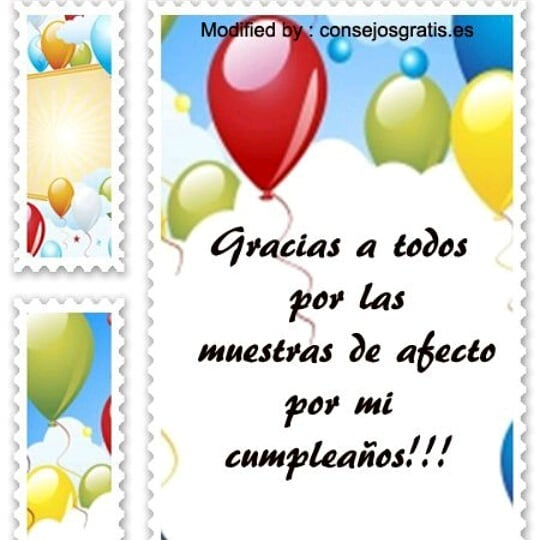 Modified by : consejosgratis.es
Gracias a todos
por las
muestras de afecto
por mi
cumpleaños!!!